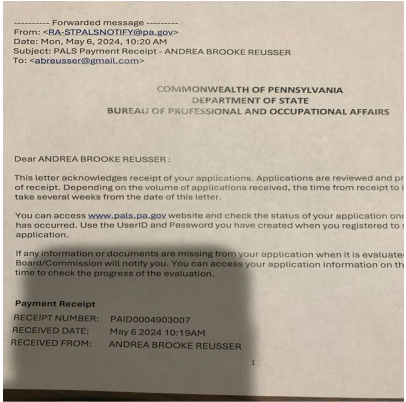 ---------- Forwarded message ---------
From: <RA-STPALSNOTIFY@pa.gov>
Date: Mon, May 6, 2024, 10:20 AM
Subject: PALS Payment Receipt - ANDREA BROOKE REUSSER
To: <abreusser@gmail.com>
COMMONWEALTH OF PENNSYLVANIA
DEPARTMENT OF STATE
BUREAU OF PROFESSIONAL AND OCCUPATIONAL AFFAIRS
Dear ANDREA BROOKE REUSSER :
This letter acknowledges receipt of your applications. Applications are reviewed and
of receipt. Depending on the volume of applications received, the time from receipt to
take several weeks from the date of this letter.
You can access www.pals.pa.gov website and check the status of your application
has occurred. Use the UserID and Password you have created when you registered to
application.
If any information or documents are missing from your application when it is
Board/Commission will notify you. You can access your application information on
time to check the progress of the evaluation.
Payment Receipt
RECEIPT NUMBER: PAID0004903007
RECEIVED DATE: May 6 2024 10:19AM
RECEIVED FROM: ANDREA BROOKE REUSSER
1